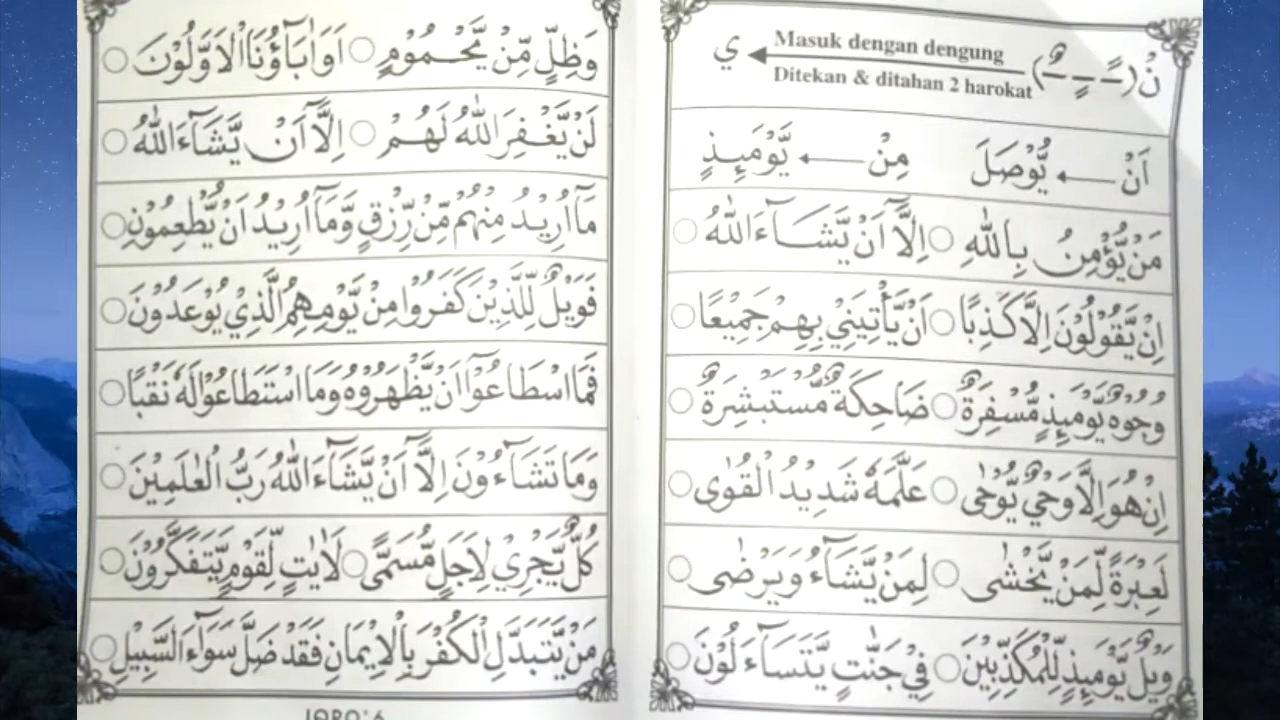 نْ (ـًـ ـٍـ ـٌـ) Masuk dengan dengung ي
Ditekan & ditahan 2 harokat
اَنْ يُّوْصَلَ مِنْ يَّوْمَىِٕذٍ
مَنْ يُّؤْمِنُ بِاللّٰهِ ○ اِلَّآ اَنْ يَّشَآءَ اللّٰهُ ○
اِنْ يَّقُوْلُوْنَ اِلَّا كَذِبًا ○ اَنْ يَّأْتِيَنِيْ بِهِمْ جَمِيْعًا ○
وُجُوْهٌ يَّوْمَىِٕذٍ مُّسْفِرَةٌ ○ ضَاحِكَةٌ مُّسْتَبْشِرَةٌ ○
اِنْ هُوَ اِلَّا وَحْيٌ يُّوْحٰى ○ عَلَّمَهٗ شَدِيْدُ الْقُوٰى ○
لَعِبْرَةً لِّمَنْ يَّخْشٰى ○ لِمَنْ يَّشَآءُ وَيَرْضٰى ○
وَيْلٌ يَّوْمَىِٕذٍ لِّلْمُكَذِّبِيْنَ ○ فِيْ جَنّٰتٍ يَّتَسَآءَلُوْنَ ○
وَظِلٍّ مِّنْ يَّحْمُوْمٍ ○ اَوَاٰبَآؤُنَا الْاَوَّلُوْنَ ○
لَنْ يَّغْفِرَ اللّٰهُ لَهُمْ ○ اِلَّآ اَنْ يَّشَآءَ اللّٰهُ ○
مَآ اُرِيْدُ مِنْهُمْ مِّنْ رِّزْقٍ وَّمَآ اُرِيْدُ اَنْ يُّطْعِمُوْنِ ○
فَوَيْلٌ لِّلَّذِيْنَ كَفَرُوْا مِنْ يَّوْمِهِمُ الَّذِيْ يُوْعَدُوْنَ ○
فَمَا اسْطَاعُوْٓا اَنْ يَّظْهَرُوْهُ وَمَا اسْتَطَاعُوْا لَهٗ نَقْبًا ○
وَمَا تَشَآءُوْنَ اِلَّآ اَنْ يَّشَآءَ اللّٰهُ رَبُّ الْعٰلَمِيْنَ ○
كُلٌّ يَّجْرِيْ لِاَجَلٍ مُّسَمًّى ○ لَاٰيٰتٍ لِّقَوْمٍ يَّتَفَكَّرُوْنَ ○
مَنْ يَّتَبَدَّلِ الْكُفْرَ بِالْاِيْمَانِ فَقَدْ ضَلَّ سَوَآءَ السَّبِيْلِ ○